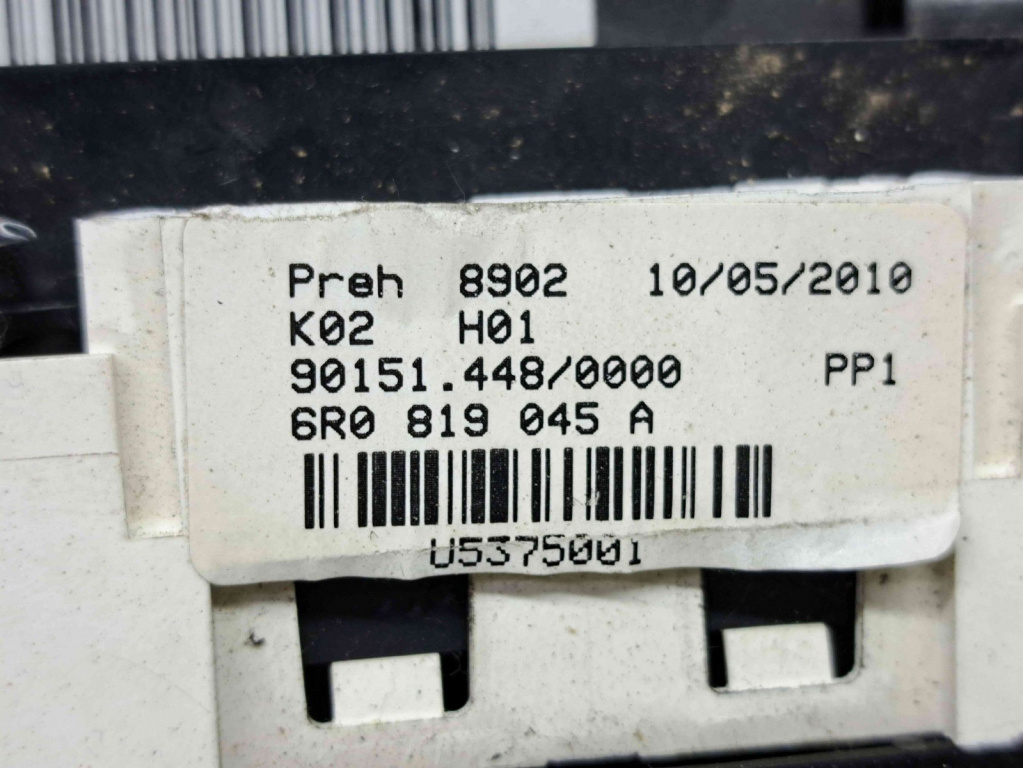 Preh 8902 10/05/2010
K02 H01
90151.448/0000 PP1
6R0 819 045 A
U5375001